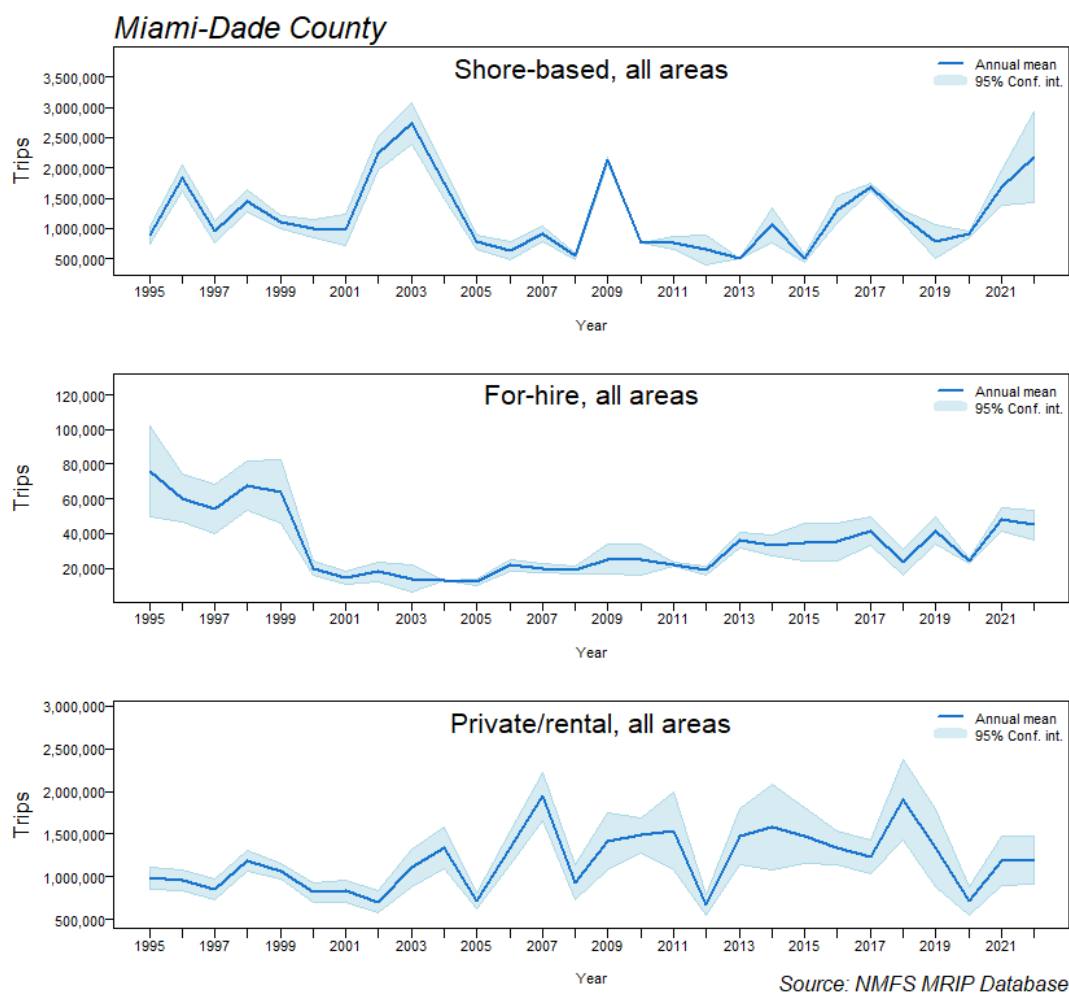 Miami-Dade County
Shore-based, all areas
Annual mean
95% Conf. int.
Trips
3,500,000
3,000,000
2,500,000
2,000,000
1,500,000
1,000,000
500,000
1995 1997 1999 2001 2003 2005 2007 2009 2011 2013 2015 2017 2019 2021
Year
For-hire, all areas
Annual mean
95% Conf. int.
Trips
120,000
100,000
80,000
60,000
40,000
20,000
1995 1997 1999 2001 2003 2005 2007 2009 2011 2013 2015 2017 2019 2021
Year
Private/rental, all areas
Annual mean
95% Conf. int.
Trips
3,000,000
2,500,000
2,000,000
1,500,000
1,000,000
500,000
1995 1997 1999 2001 2003 2005 2007 2009 2011 2013 2015 2017 2019 2021
Year
Source: NMFS MRIP Database